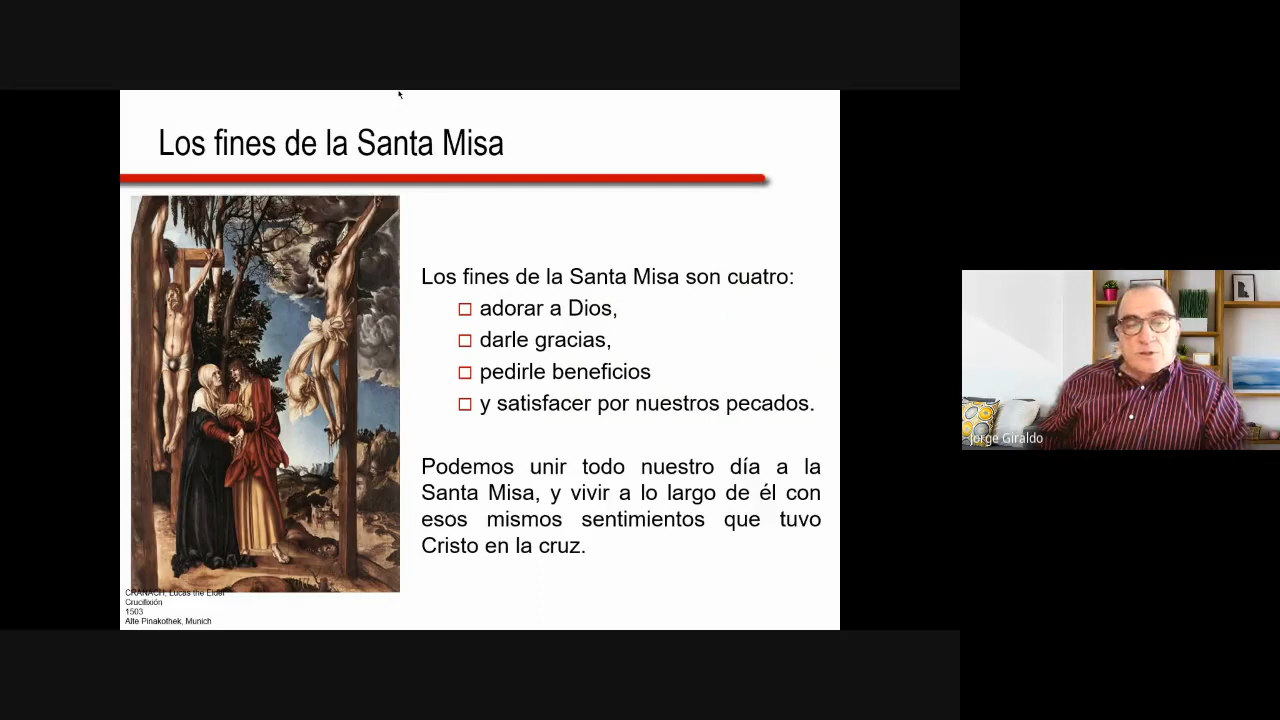 Los fines de la Santa Misa
Los fines de la Santa Misa son cuatro:
adorar a Dios,
darle gracias,
pedirle beneficios
y satisfacer por nuestros pecados.
Podemos unir todo nuestro día a la
Santa Misa, y vivir a lo largo de él con
esos mismos sentimientos que tuvo
Cristo en la cruz.
CRANACH, Lucas the Elder
Crucifixión
1503
Alte Pinakothek, Munich
Jorge Giraldo